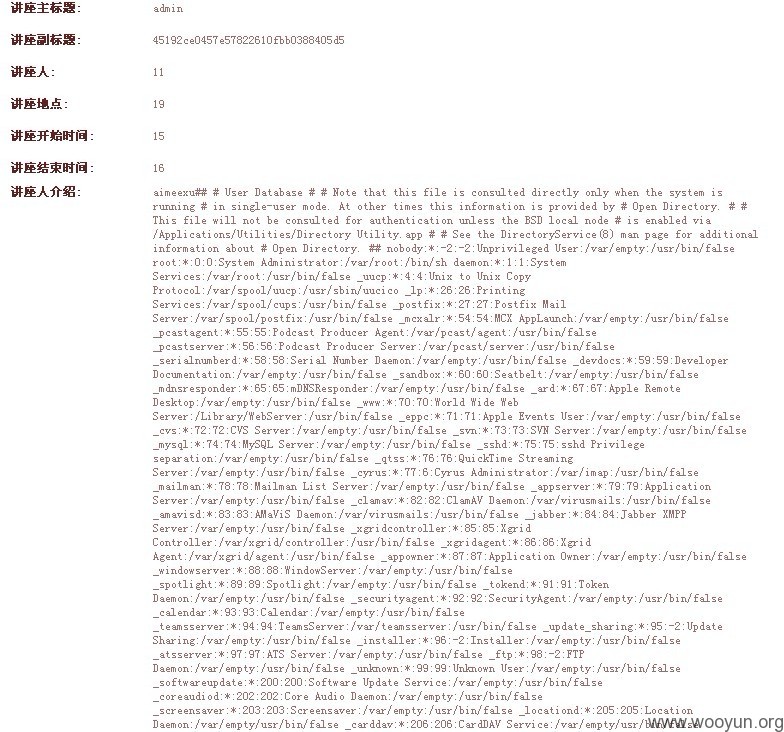 讲座主标题: admin
讲座副标题: 45192ce0457e57822610fbb0388405d5
讲座人: 11
讲座地点: 19
讲座开始时间: 15
讲座结束时间: 16
讲座人介绍: aimeexu## # User Database # # Note that this file is consulted directly only when the system is
running # in single-user mode. At other times this information is provided by # Open Directory. # #
This file will not be consulted for authentication unless the BSD local node # is enabled via
/Applications/Utilities/Directory Utility.app # # See the DirectoryService(8) man page for additional
information about # Open Directory. ## nobody:*:-2:-2:Unprivileged User:/var/empty:/usr/bin/false
root:*:0:0:System Administrator:/var/root:/bin/sh daemon:*:1:1:System
Services:/var/root:/usr/bin/false _uucp:*:4:4:Unix to Unix Copy
Protocol:/var/spool/uucp:/usr/sbin/uucico _lp:*:26:26:Printing
Services:/var/spool/cups:/usr/bin/false _postfix:*:27:27:Postfix Mail
Server:/var/spool/postfix:/usr/bin/false _mcxalr:*:54:54:MCX AppLaunch:/var/empty:/usr/bin/false
_pcastagent:*:55:55:Podcast Producer Agent:/var/pcast/agent:/usr/bin/false
_pcastserver:*:56:56:Podcast Producer Server:/var/pcast/server:/usr/bin/false
_serialnumberd:*:58:58:Serial Number Daemon:/var/empty:/usr/bin/false _devdocs:*:59:59:Developer
Documentation:/var/empty:/usr/bin/false _sandbox:*:60:60:Seatbelt:/var/empty:/usr/bin/false
_mdnsresponder:*:65:65:mDNSResponder:/var/empty:/usr/bin/false _ard:*:67:67:Apple Remote
Desktop:/var/empty:/usr/bin/false _www:*:70:70:World Wide Web
Server:/Library/WebServer:/usr/bin/false _eppc:*:71:71:Apple Events User:/var/empty:/usr/bin/false
_cvs:*:72:72:CVS Server:/var/empty:/usr/bin/false _svn:*:73:73:SVN Server:/var/empty:/usr/bin/false
_mysql:*:74:74:MySQL Server:/var/empty:/usr/bin/false _sshd:*:75:75:sshd Privilege
separation:/var/empty:/usr/bin/false _qtss:*:76:76:QuickTime Streaming
Server:/var/empty:/usr/bin/false _cyrus:*:77:6:Cyrus Administrator:/var/imap:/usr/bin/false
_mailman:*:78:78:Mailman List Server:/var/empty:/usr/bin/false _appserver:*:79:79:Application
Server:/var/empty:/usr/bin/false _clamav:*:82:82:ClamAV Daemon:/var/virusmails:/usr/bin/false
_amavisd:*:83:83:AMaViS Daemon:/var/virusmails:/usr/bin/false _jabber:*:84:84:Jabber XMPP
Server:/var/empty:/usr/bin/false _xgridcontroller:*:85:85:Xgrid
Controller:/var/xgrid/controller:/usr/bin/false _xgridagent:*:86:86:Xgrid
Agent:/var/xgrid/agent:/usr/bin/false _appowner:*:87:87:Application Owner:/var/empty:/usr/bin/false
_windowserver:*:88:88:WindowServer:/var/empty:/usr/bin/false
_spotlight:*:89:89:Spotlight:/var/empty:/usr/bin/false _tokend:*:91:91:Token
Daemon:/var/empty:/usr/bin/false _securityagent:*:92:92:SecurityAgent:/var/empty:/usr/bin/false
_calendar:*:93:93:Calendar:/var/empty:/usr/bin/false
_teamsserver:*:94:94:TeamsServer:/var/teamsserver:/usr/bin/false _update_sharing:*:95:-2:Update
Sharing:/var/empty:/usr/bin/false _installer:*:96:-2:Installer:/var/empty:/usr/bin/false
_atsserver:*:97:97:ATS Server:/var/empty:/usr/bin/false _ftp:*:98:-2:FTP
Daemon:/var/empty:/usr/bin/false _unknown:*:99:99:Unknown User:/var/empty:/usr/bin/false
_softwareupdate:*:200:200:Software Update Service:/var/empty:/usr/bin/false
_coreaudiod:*:202:202:Core Audio Daemon:/var/empty:/usr/bin/false
_screensaver:*:203:203:Screensaver:/var/empty:/usr/bin/false _locationd:*:205:205:Location
Daemon:/var/empty:/usr/bin/false _carddav:*:206:206:CardDAV Service:/var/empty:/usr/bin/false
www.wooyun.org